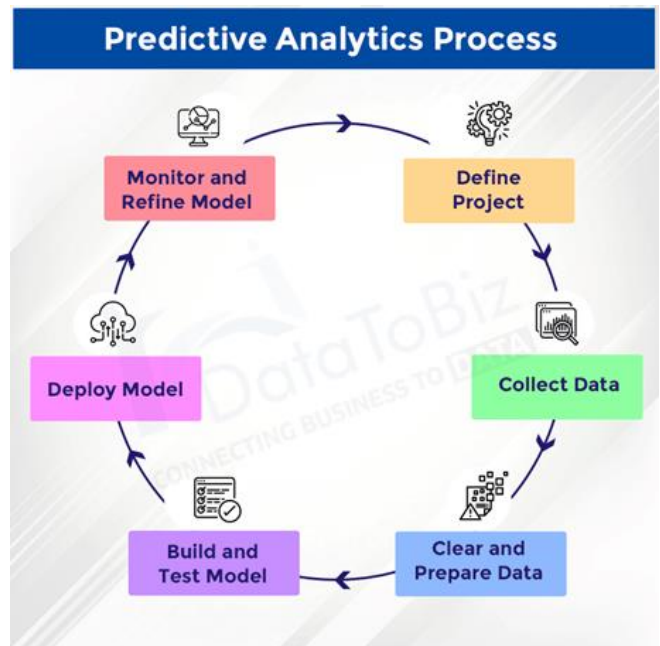 Predictive Analytics Process
Monitor and
Refine Model
Define
Project
Deploy Model
Collect Data
Build and
Test Model
Clear and
Prepare Data
DataToBiz
CONNECTING BUSINESS TO DATA